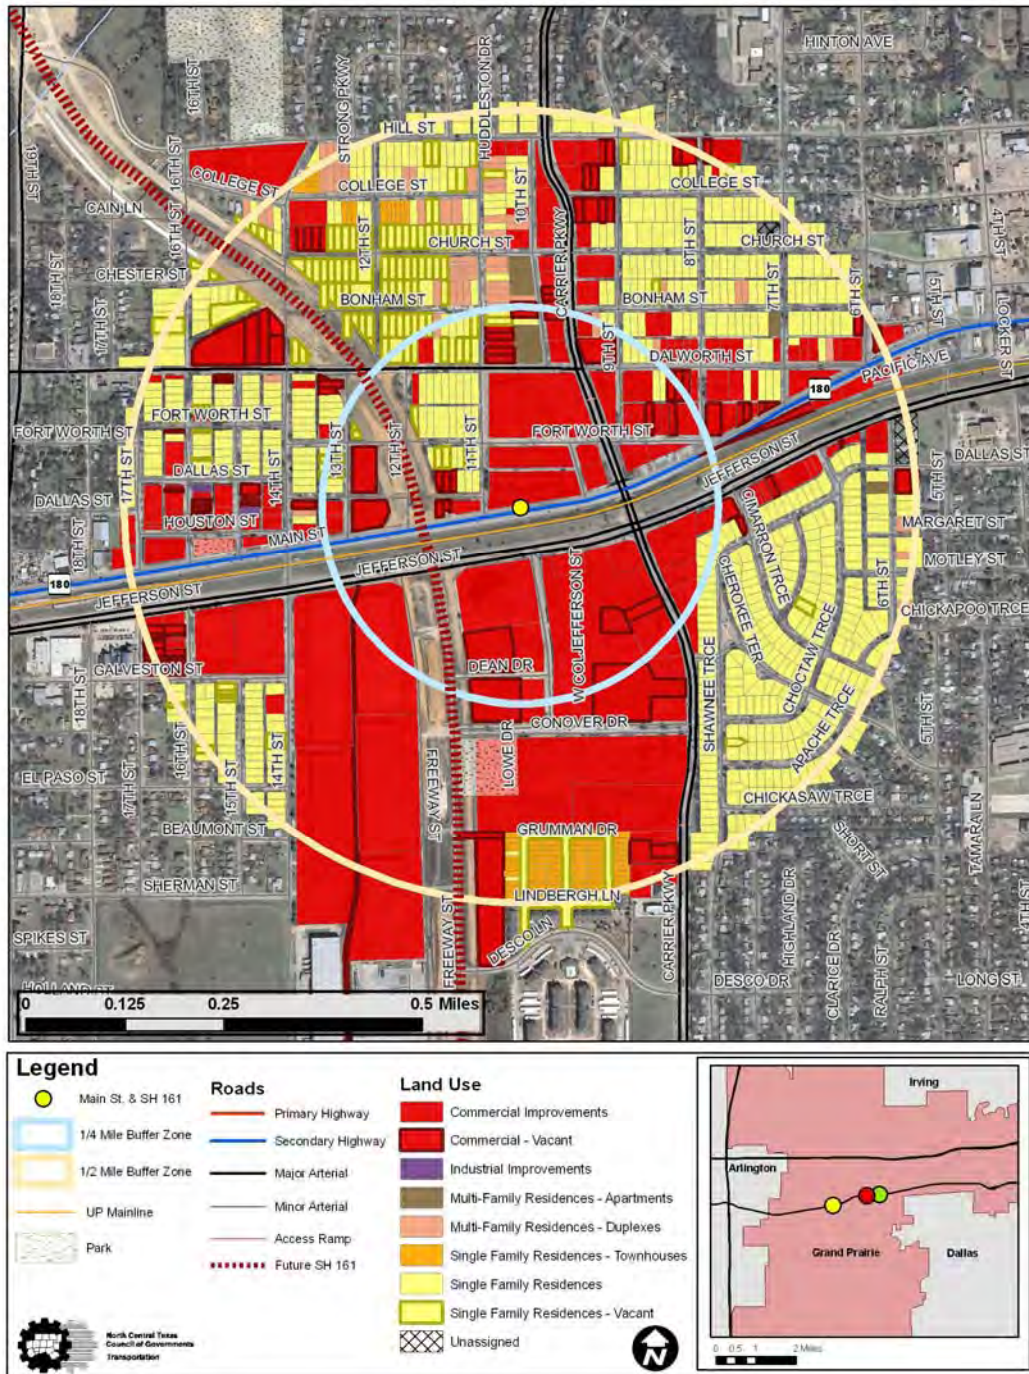 HINTON AVE
16TH ST
16TH ST
STRONG PKWY
HUDDLESTON DR
CARRIER PKWY
HILL ST
19TH ST
16TH ST
COLLEGE ST
COLLEGE ST
10TH ST
COLLEGE ST
4TH ST
CAIN LN
16TH ST
12TH ST
CHURCH ST
8TH ST
CHURCH ST
18TH ST
CHESTER ST
7TH ST
6TH ST
5TH ST
LOCKER ST
17TH ST
BONHAM ST
BONHAM ST
9TH ST
DALWORTH ST
PACIFIC AVE
180
FORT WORTH ST
FORT WORTH ST
FORT WORTH ST
17TH ST
13TH ST
12TH ST
11TH ST
DALLAS ST
14TH ST
JEFFERSON ST
DALLAS ST
5TH ST
DALLAS ST
HOUSTON ST
MAIN ST
18TH ST
CIMARRON TRCE
MARGARET ST
MOTLEY ST
180
JEFFERSON ST
JEFFERSON ST
CHEROKEE TER
6TH ST
CHICKAPOO TRCE
W COLJEFFERSON ST
CHOCTAW TRCE
GALVESTON ST
18TH ST
DEAN DR
SHAWNEE TRCE
APACHE TRCE
5TH ST
CONOVER DR
16TH ST
15TH ST
14TH ST
EL PASO ST
17TH ST
LOWE DR
FREEWAY ST
CHICKASAW TRCE
BEAUMONT ST
GRUMMAN DR
SHORT ST
TAMARA LN
SHERMAN ST
LINDBERGH LN
HIGHLAND DR
4TH ST
SPIKES ST
FREEWAY ST
DESCO LN
CARRIER PKWY
CLARICE DR
RALPH ST
DESCO DR
LONG ST
0 0.125 0.25 0.5 Miles
Legend
Main St. & SH 161
1/4 Mile Buffer Zone
1/2 Mile Buffer Zone
UP Mainline
Park
Roads
Primary Highway
Secondary Highway
Major Arterial
Minor Arterial
Access Ramp
Future SH 161
Land Use
Commercial Improvements
Commercial - Vacant
Industrial Improvements
Multi-Family Residences - Apartments
Multi-Family Residences - Duplexes
Single Family Residences - Townhouses
Single Family Residences
Single Family Residences - Vacant
Unassigned
North Central Texas
Council of Governments
Transportation
N
Irving
Arlington
Grand Prairie
Dallas
0 0.5 1 2 Miles